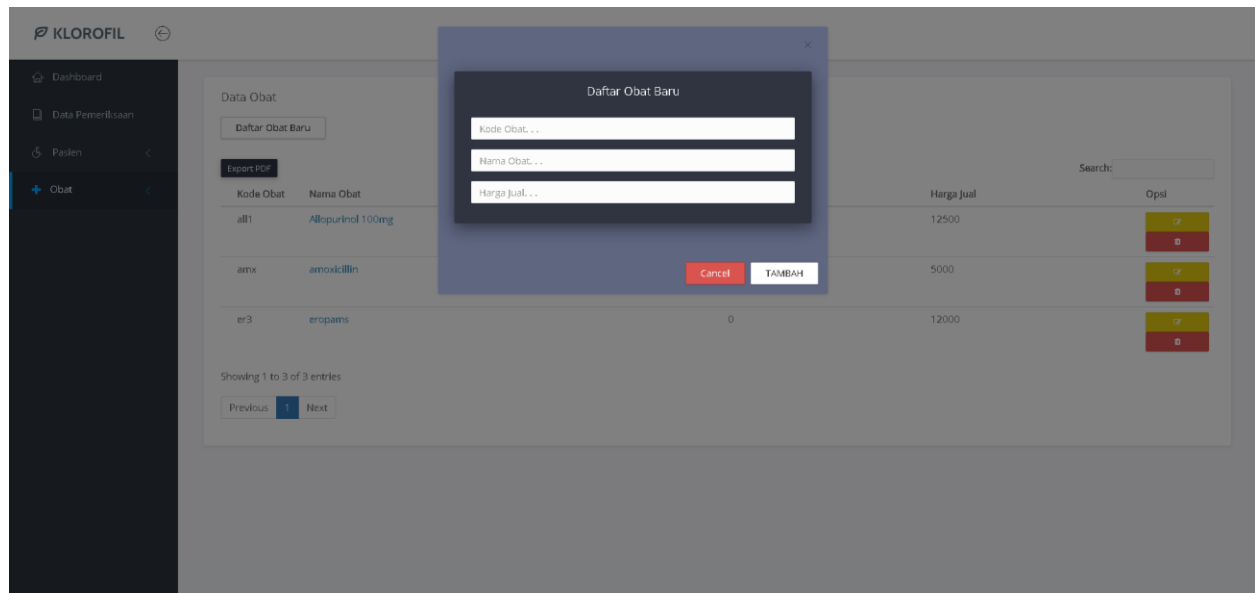 KLOROFIL
×
Dashboard
Data Pemeriksaan
Pasien
Obat
Data Obat
Daftar Obat Baru
Export PDF
Search:
Kode Obat Nama Obat Harga Jual Opsi
all1 Allopurinol 100mg 12500
amx amoxicillin 5000
er3 eropams 0 12000
Showing 1 to 3 of 3 entries
Previous 1 Next
Daftar Obat Baru
Kode Obat. . .
Nama Obat. . .
Harga Jual. . .
Cancel TAMBAH